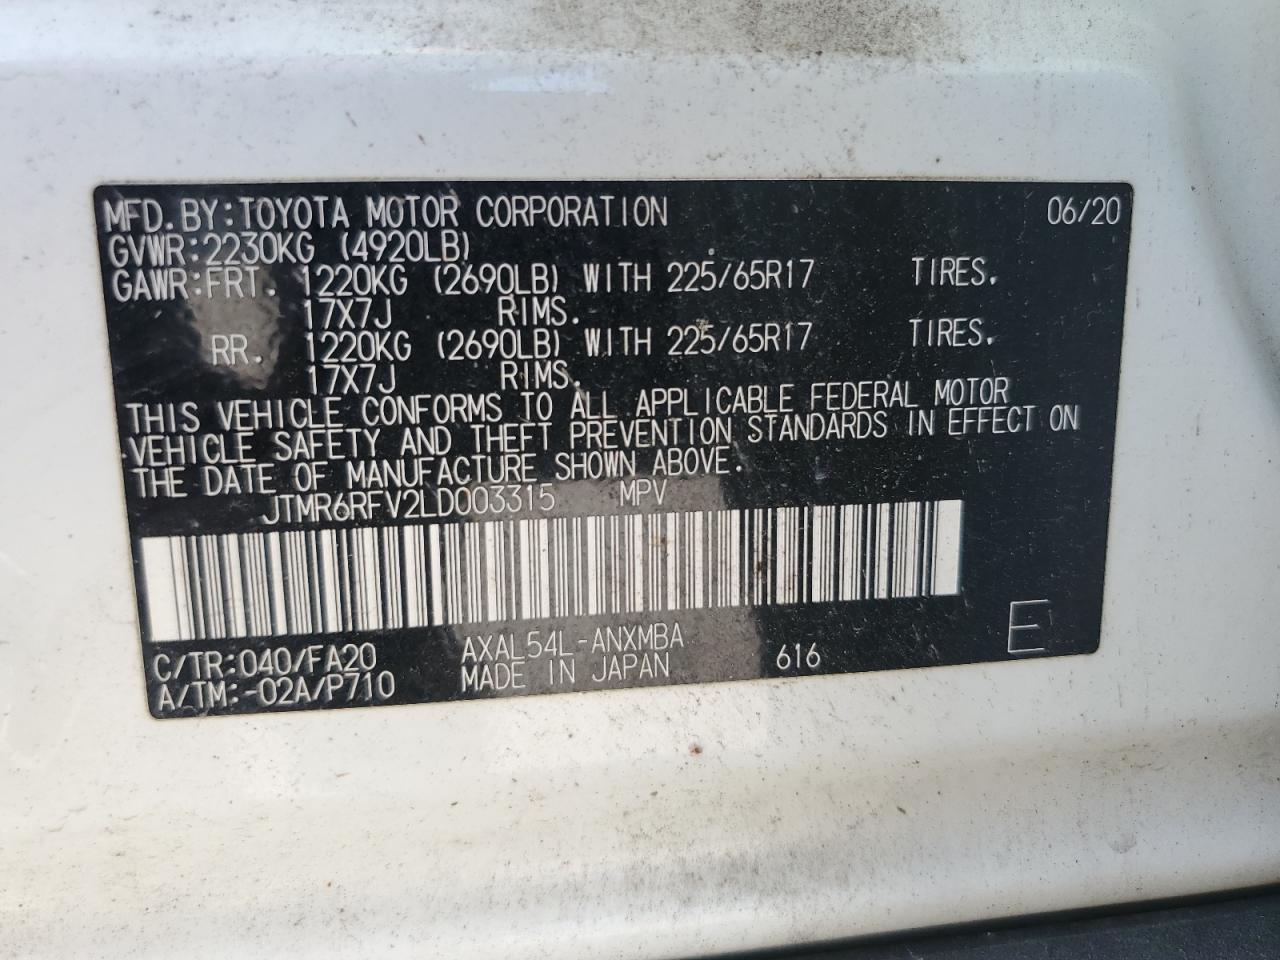 MFD.BY:TOYOTA MOTOR CORPORATION 06/20
GVWR:2230KG (4920LB)
GAWR:FRT. 1220KG (2690LB) WITH 225/65R17 TIRES.
17X7J RIMS.
RR. 1220KG (2690LB) WITH 225/65R17 TIRES.
17X7J RIMS.
THIS VEHICLE CONFORMS TO ALL APPLICABLE FEDERAL MOTOR
VEHICLE SAFETY AND THEFT PREVENTION STANDARDS IN EFFECT ON
THE DATE OF MANUFACTURE SHOWN ABOVE.
JTMR6RFV2LD003315 MPV
C/TR:040/FA20 AXAL54L-ANXMBA 616 E
A/TM:-02A/P710 MADE IN JAPAN